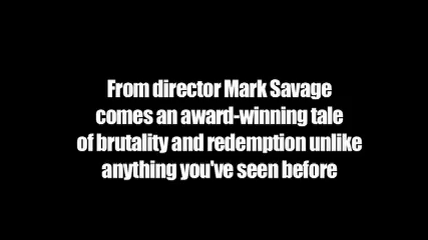 From director Mark Savage
comes an award-winning tale
of brutality and redemption unlike
anything you've seen before